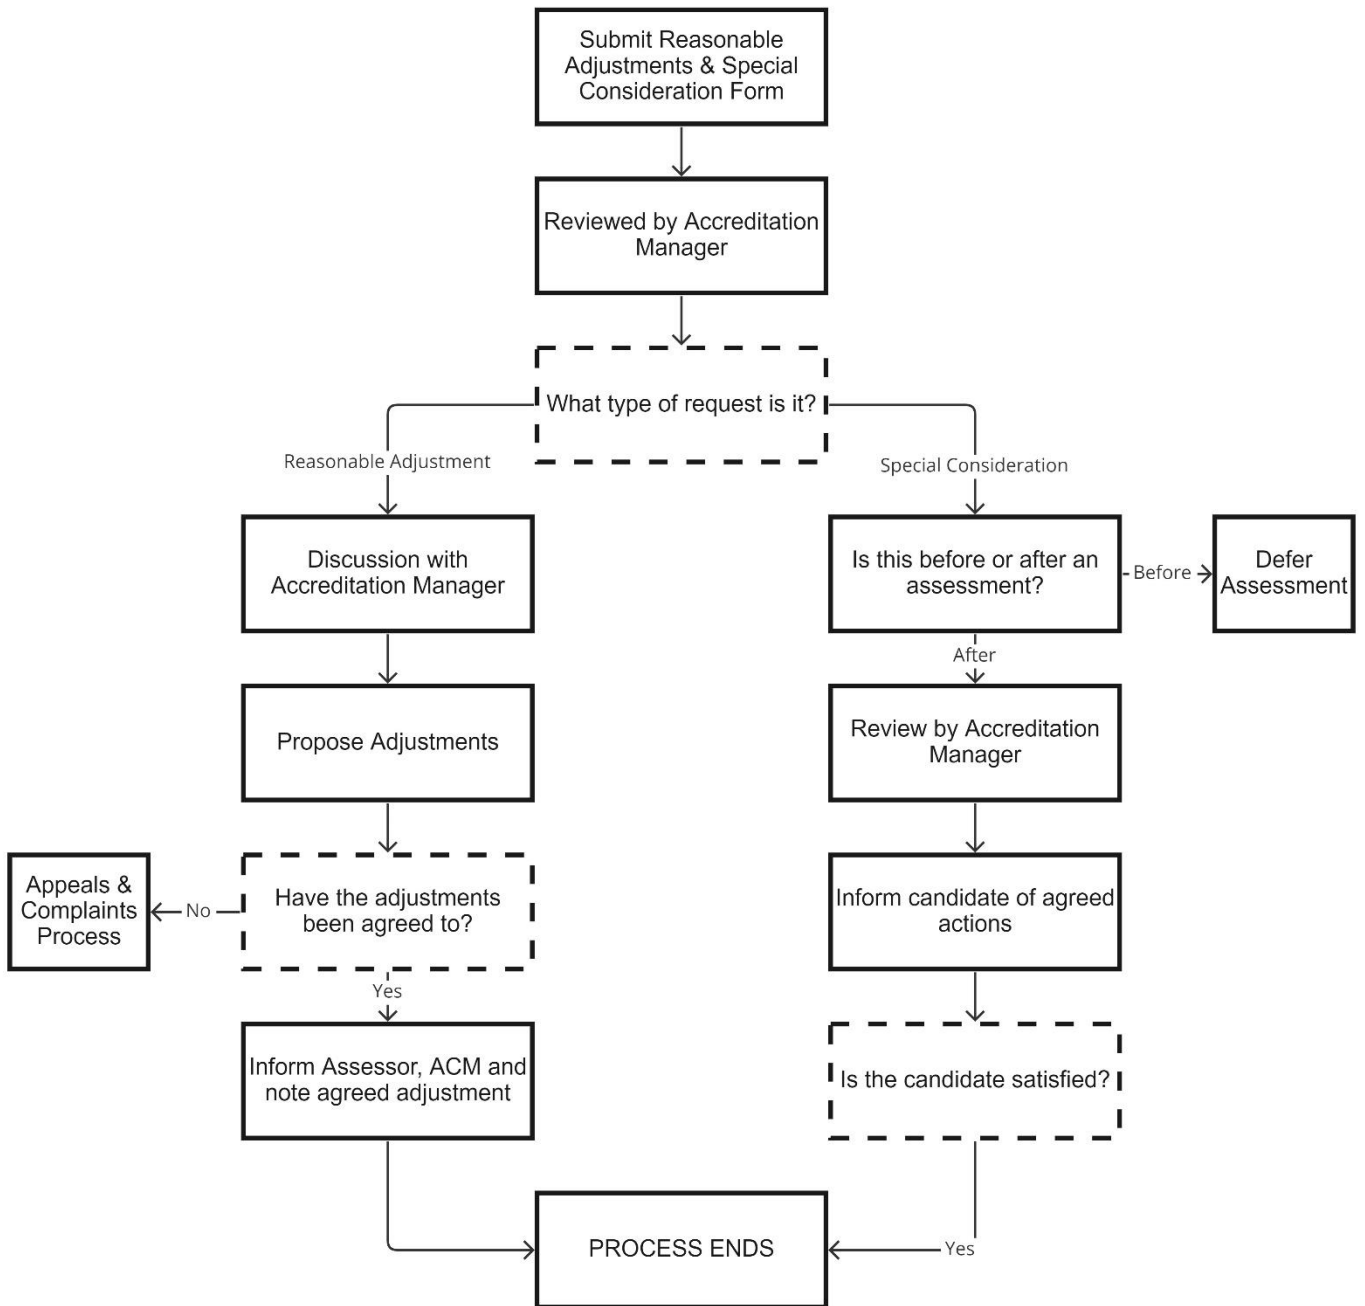 Submit Reasonable
Adjustments & Special
Consideration Form
Reviewed by Accreditation
Manager
What type of request is it?
Reasonable Adjustment
Special Consideration
Discussion with
Accreditation Manager
Is this before or after an
assessment?
Before
Defer
Assessment
After
Propose Adjustments
Review by Accreditation
Manager
Appeals &
Complaints
Process
No
Have the adjustments
been agreed to?
Inform candidate of agreed
actions
Yes
Inform Assessor, ACM and
note agreed adjustment
Is the candidate satisfied?
PROCESS ENDS
Yes